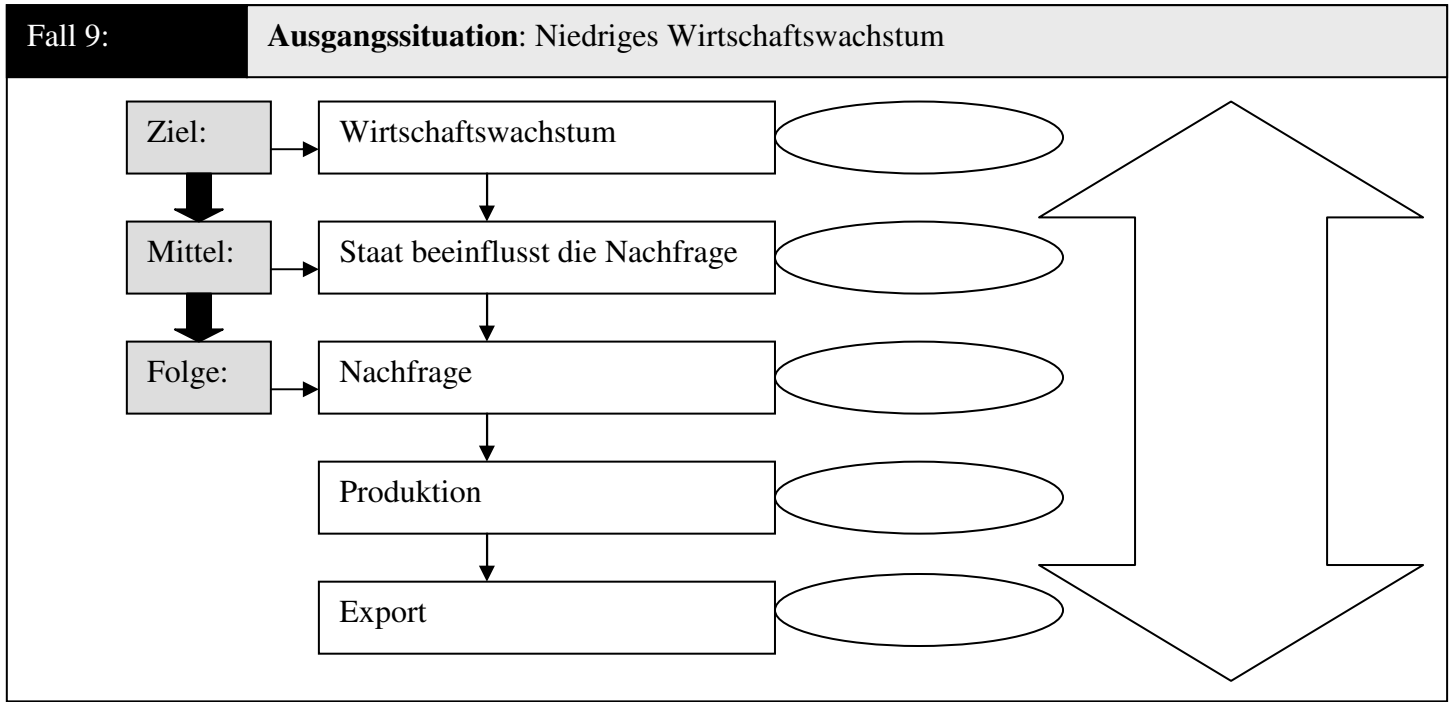 Fall 9:
Ausgangssituation: Niedriges Wirtschaftswachstum
Ziel:
Wirtschaftswachstum
Mittel:
Staat beeinflusst die Nachfrage
Folge:
Nachfrage
Produktion
Export